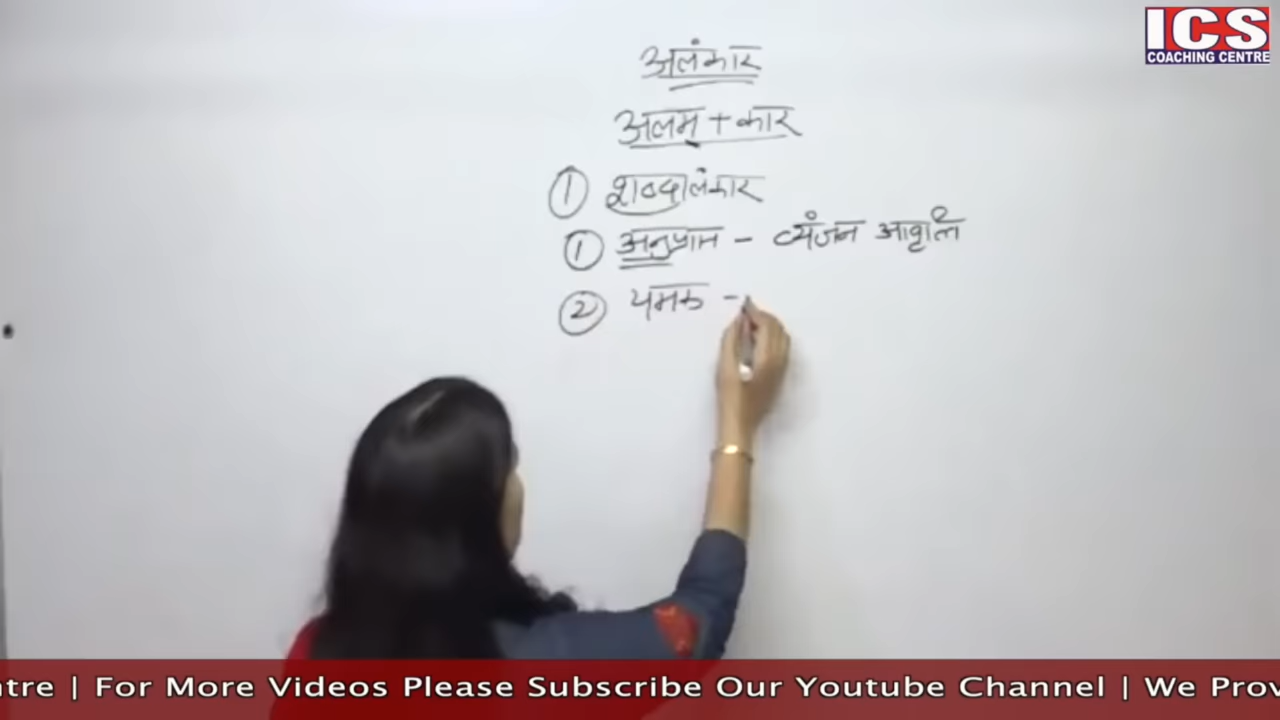 ICS
COACHING CENTRE
अलंकार
अलम् + कार
① शब्दालंकार
① अनुप्रास - व्यंजन आवृत्ति
② यमक -
ntre | For More Videos Please Subscribe Our Youtube Channel | We Prov